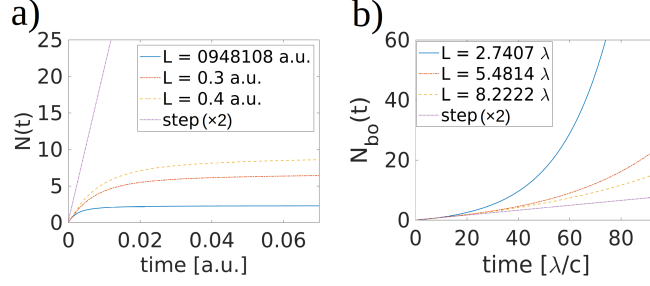 a)
25
20
15
10
5
0
N(t)
L = 0948108 a.u.
L = 0.3 a.u.
L = 0.4 a.u.
step (×2)
0 0.02 0.04 0.06
time [a.u.]
b)
60
40
20
0
N_bo(t)
L = 2.7407 λ
L = 5.4814 λ
L = 8.2222 λ
step (×2)
0 20 40 60 80
time [λ/c]